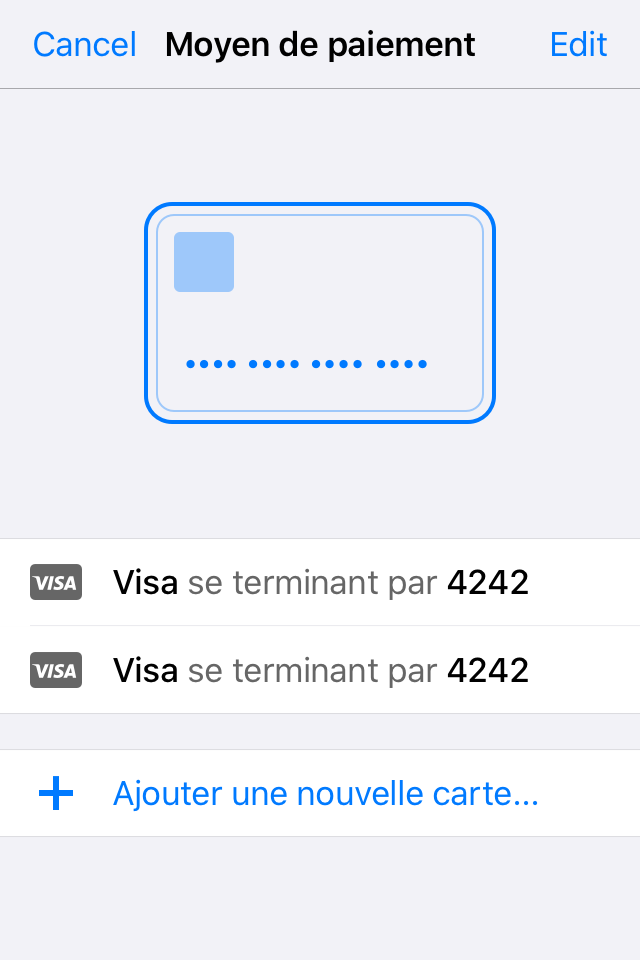 Cancel Moyen de paiement Edit
•••• •••• •••• ••••
VISA Visa se terminant par 4242
VISA Visa se terminant par 4242
+ Ajouter une nouvelle carte…